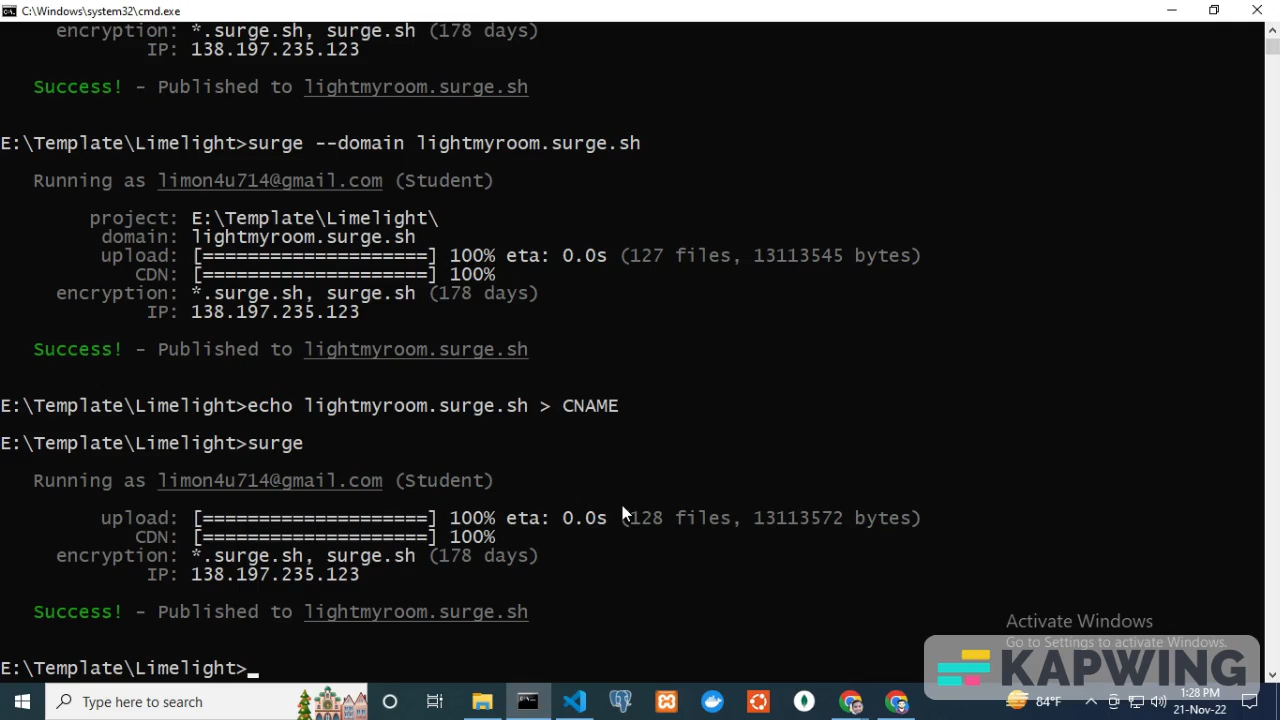 C:\Windows\system32\cmd.exe
encryption: *.surge.sh, surge.sh (178 days)
IP: 138.197.235.123
Success! - Published to lightmyroom.surge.sh
E:\Template\Limelight>surge --domain lightmyroom.surge.sh
Running as limon4u714@gmail.com (Student)
project: E:\Template\Limelight\
domain: lightmyroom.surge.sh
upload: [====================] 100% eta: 0.0s (127 files, 13113545 bytes)
CDN: [====================] 100%
encryption: *.surge.sh, surge.sh (178 days)
IP: 138.197.235.123
Success! - Published to lightmyroom.surge.sh
E:\Template\Limelight>echo lightmyroom.surge.sh > CNAME
E:\Template\Limelight>surge
Running as limon4u714@gmail.com (Student)
upload: [====================] 100% eta: 0.0s (128 files, 13113572 bytes)
CDN: [====================] 100%
encryption: *.surge.sh, surge.sh (178 days)
IP: 138.197.235.123
Success! - Published to lightmyroom.surge.sh
Activate Windows
Go to Settings to activate Windows.
KAPWING
E:\Template\Limelight>_
Type here to search
84°F
1:28 PM
21-Nov-22